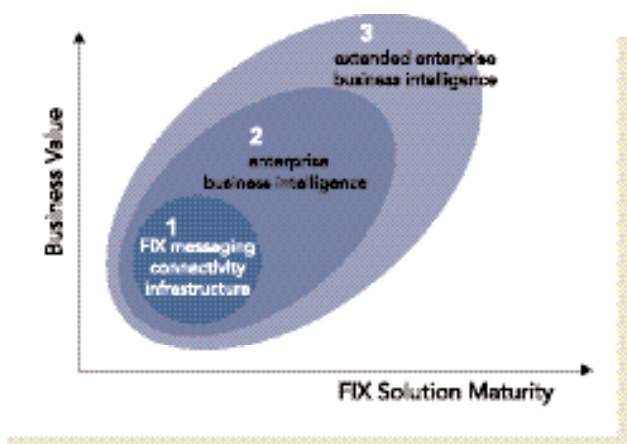 3
extended enterprise
business intelligence
2
enterprise
business intelligence
1
FIX messaging
connectivity
infrastructure
Business Value
FIX Solution Maturity